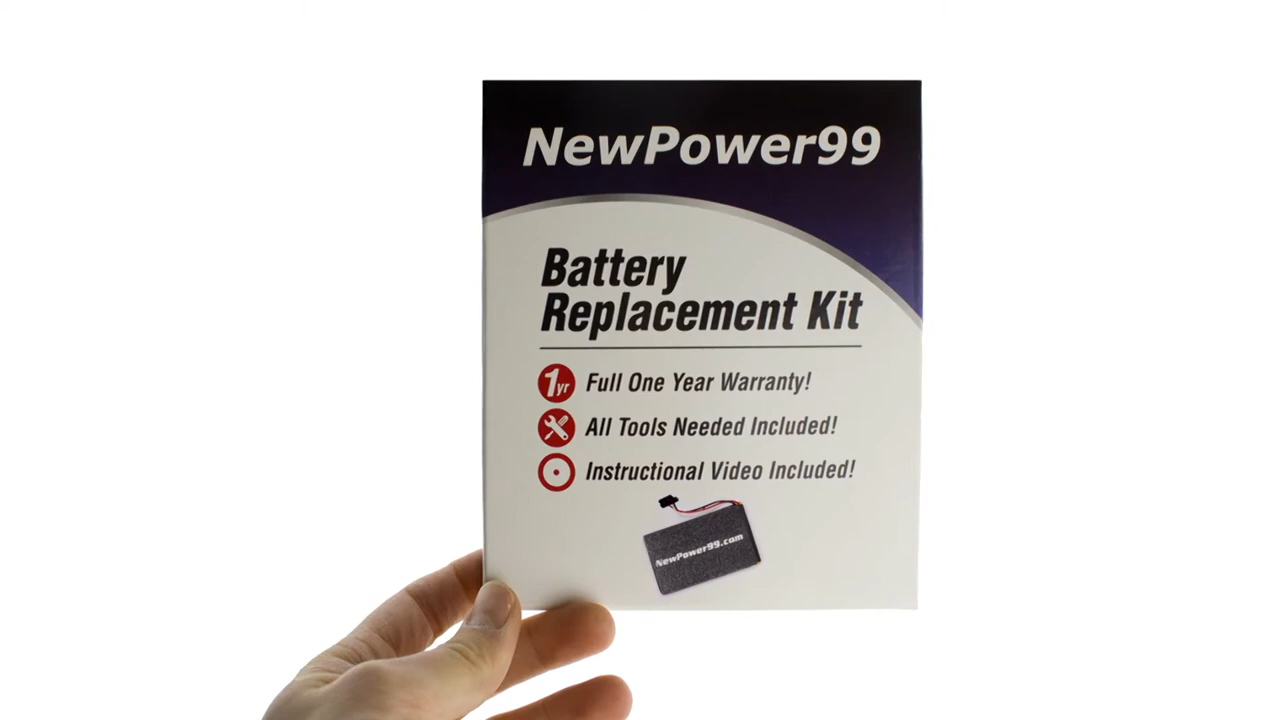 NewPower99
Battery
Replacement Kit
1yr Full One Year Warranty!
All Tools Needed Included!
Instructional Video Included!
NewPower99.com